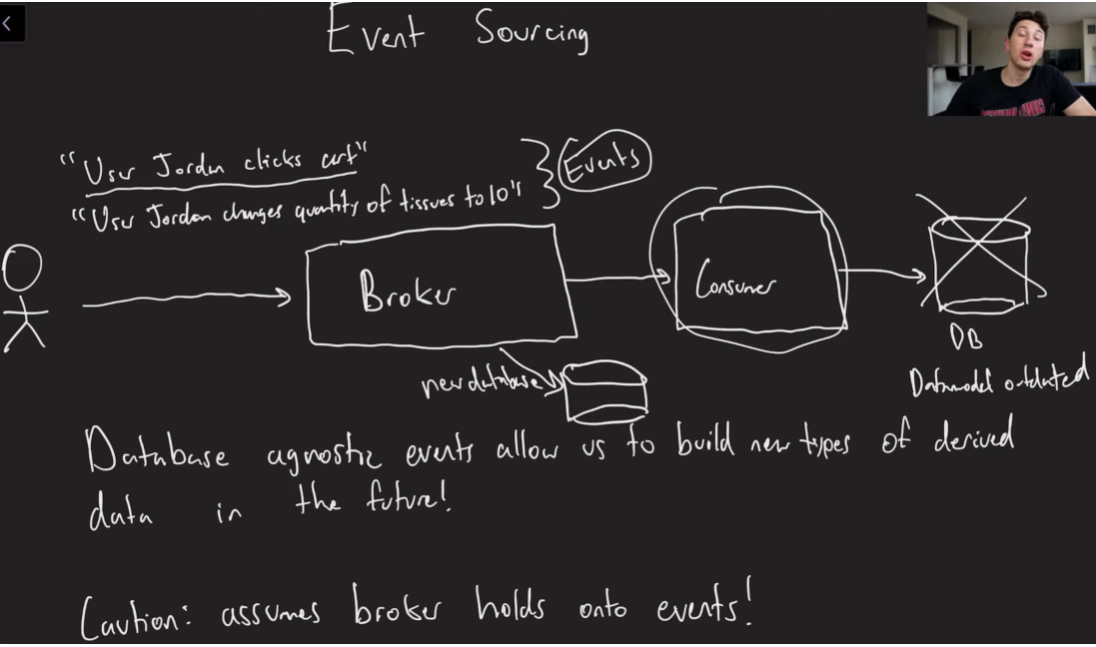 Event Sourcing
"User Jordan clicks cart"
"User Jordan changes quantity of tissues to 10"
Events
Broker
Consumer
DB
new database
Datamodel outdated
Database agnostic events allow us to build new types of derived
data in the future!
Caution: assumes broker holds onto events!